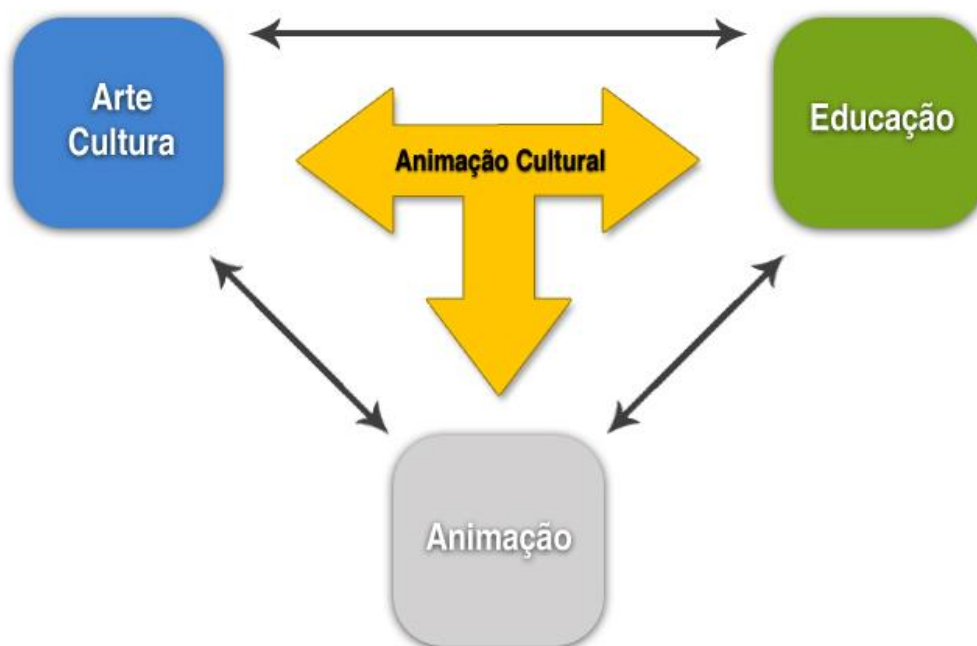 Arte
Cultura
Educação
Animação Cultural
Animação